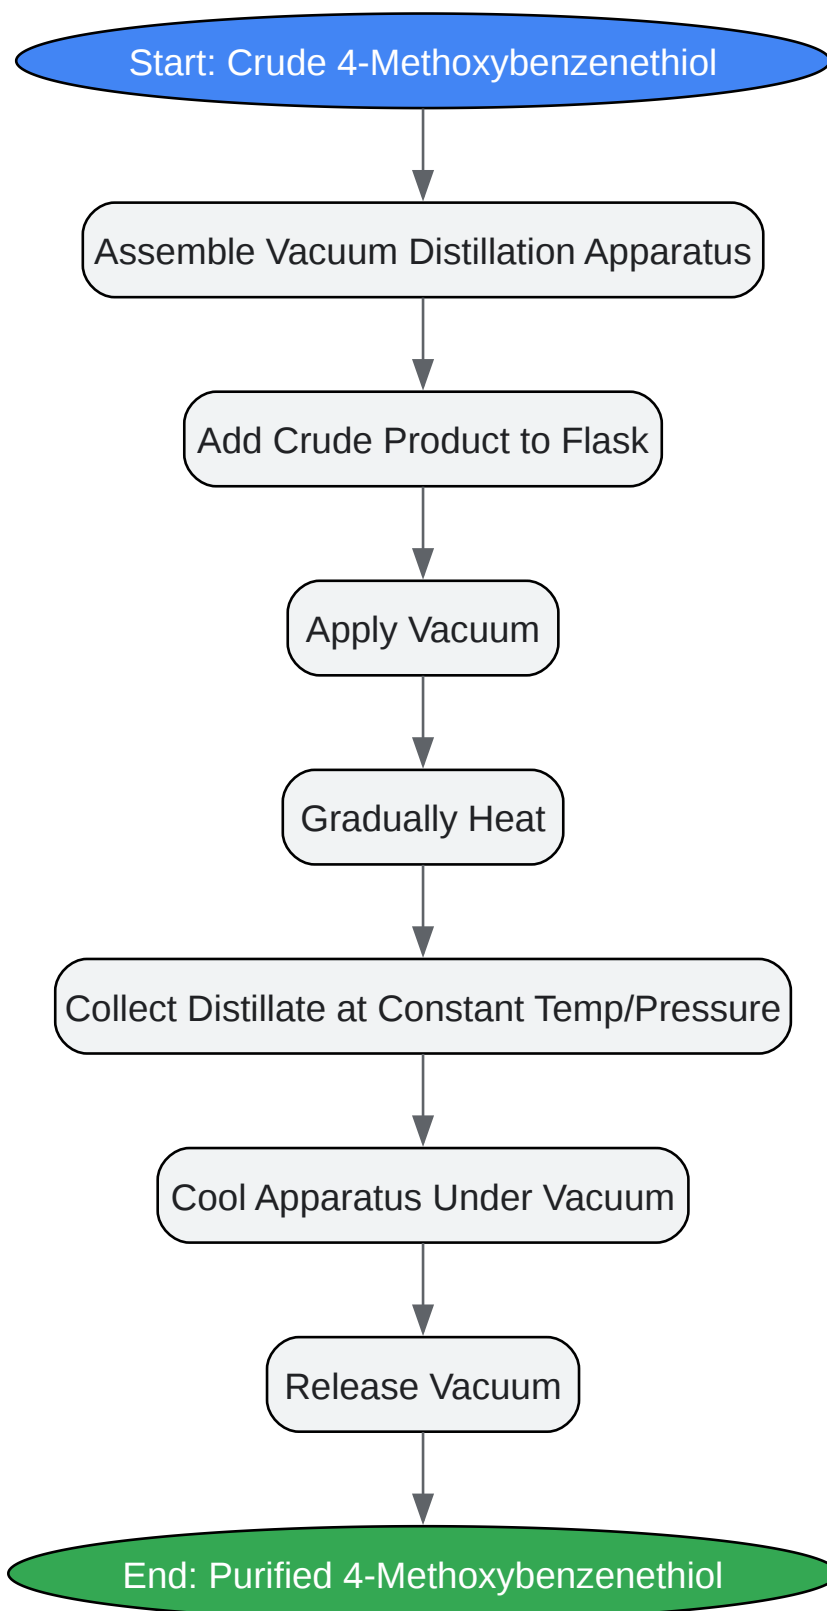 Start: Crude 4-Methoxybenzenethiol
Assemble Vacuum Distillation Apparatus
Add Crude Product to Flask
Apply Vacuum
Gradually Heat
Collect Distillate at Constant Temp/Pressure
Cool Apparatus Under Vacuum
Release Vacuum
End: Purified 4-Methoxybenzenethiol